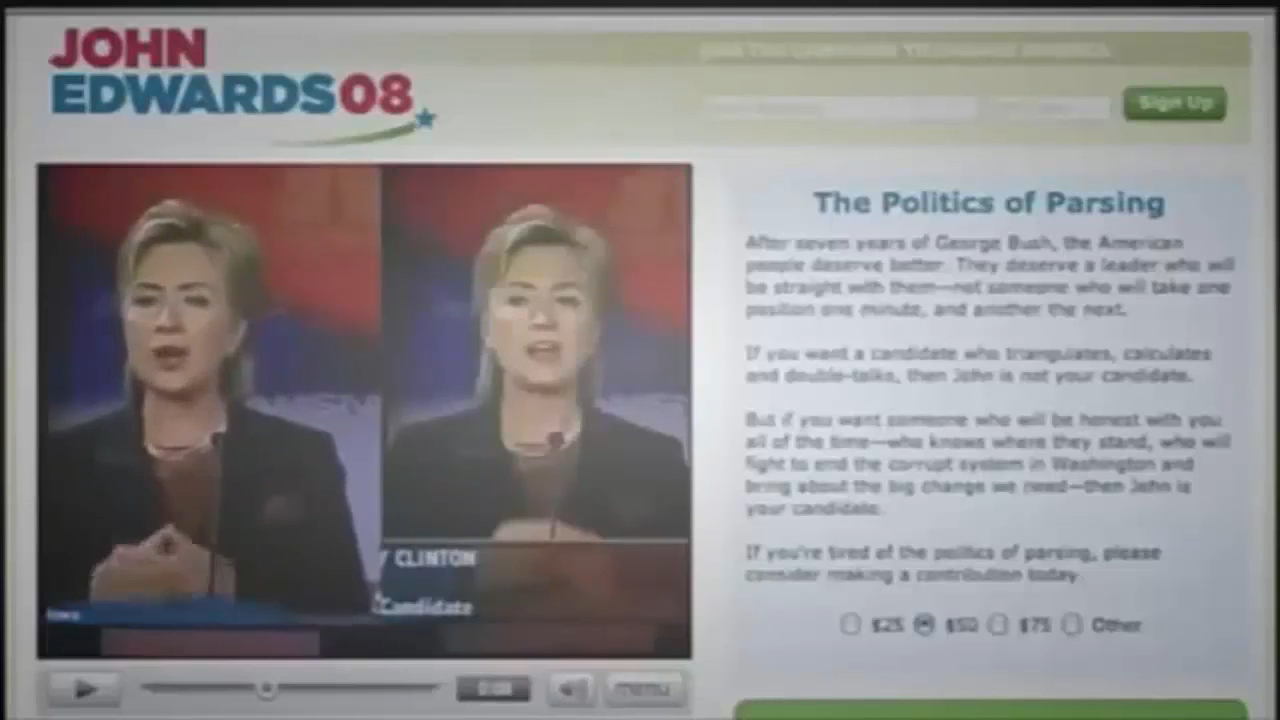 JOHN
EDWARDS08
Sign Up
The Politics of Parsing
After seven years of George Bush, the American
people deserve better. They deserve a leader who will
be straight with them—not someone who will take one
position one minute, and another the next.
If you want a candidate who triangulates, calculates
and double-talks, then John is not your candidate.
But if you want someone who will be honest with you
all of the time—who knows where they stand, who will
fight to end the corrupt system in Washington and
bring about the big change we need—then John is
your candidate.
If you're tired of the politics of parsing, please
consider making a contribution today.
$25 $50 $75 Other
MSN
CLINTON
Candidate
menu